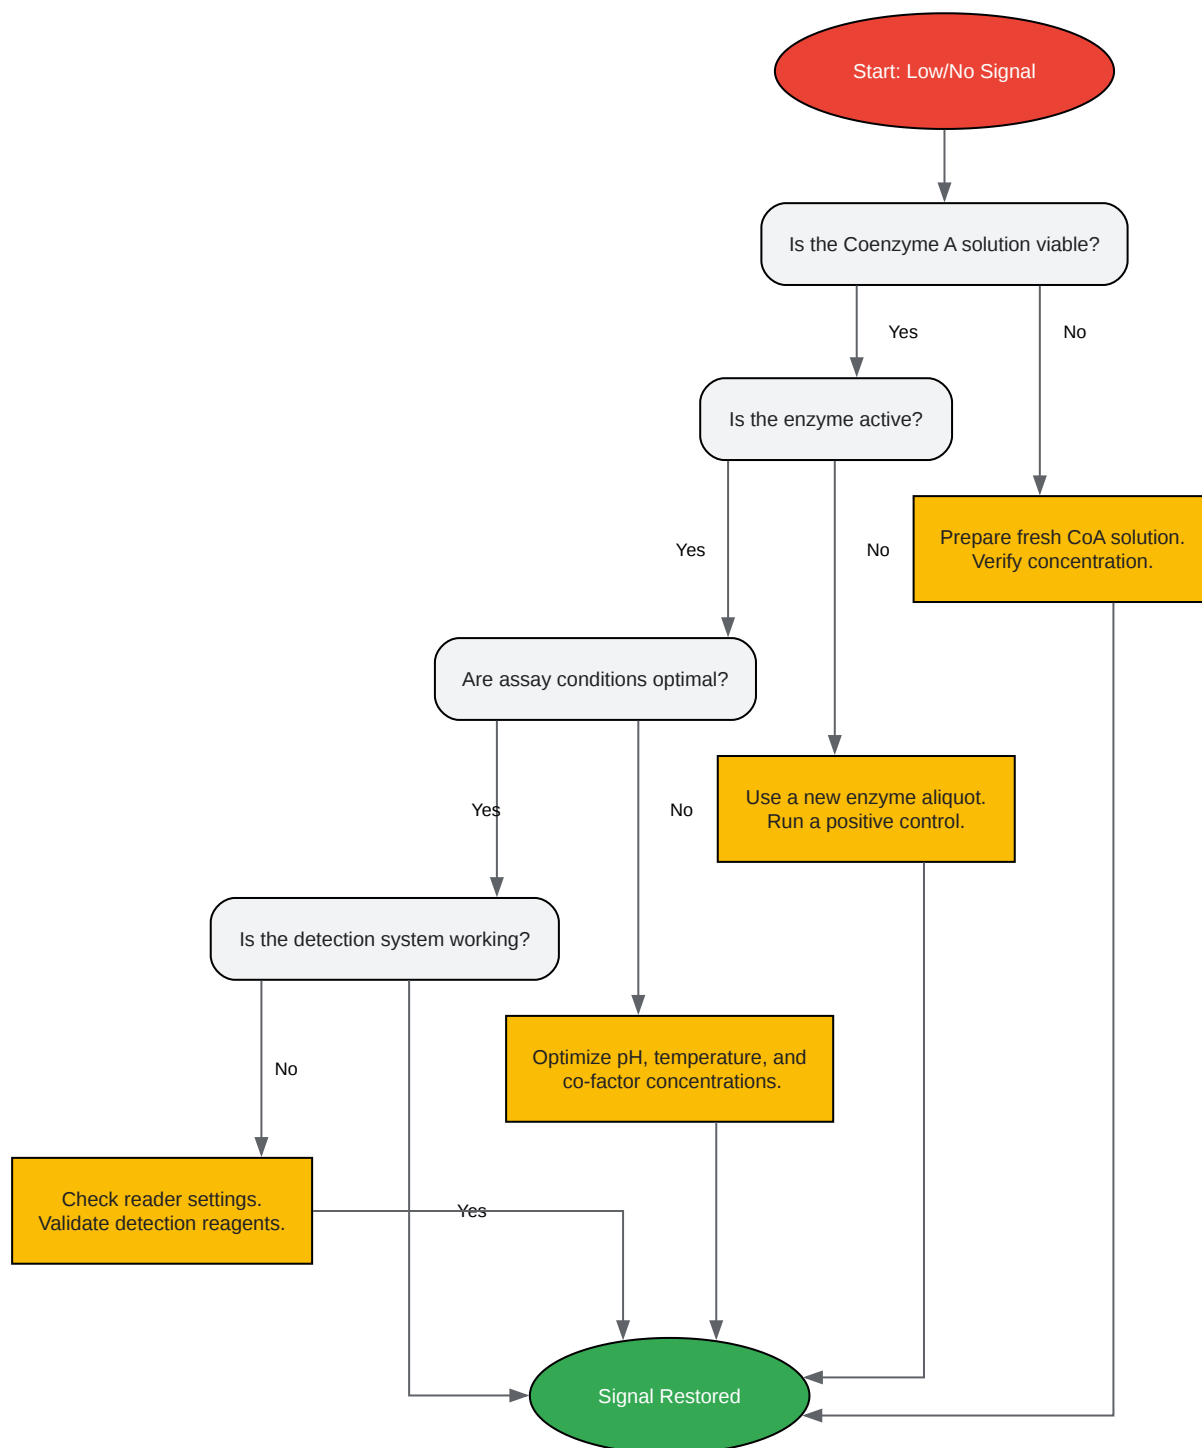 Start: Low/No Signal
Is the Coenzyme A solution viable?
Yes
No
Is the enzyme active?
Prepare fresh CoA solution.
Verify concentration.
Yes
No
Are assay conditions optimal?
Use a new enzyme aliquot.
Run a positive control.
Yes
No
Is the detection system working?
Optimize pH, temperature, and
co-factor concentrations.
No
Check reader settings.
Validate detection reagents.
Yes
Signal Restored